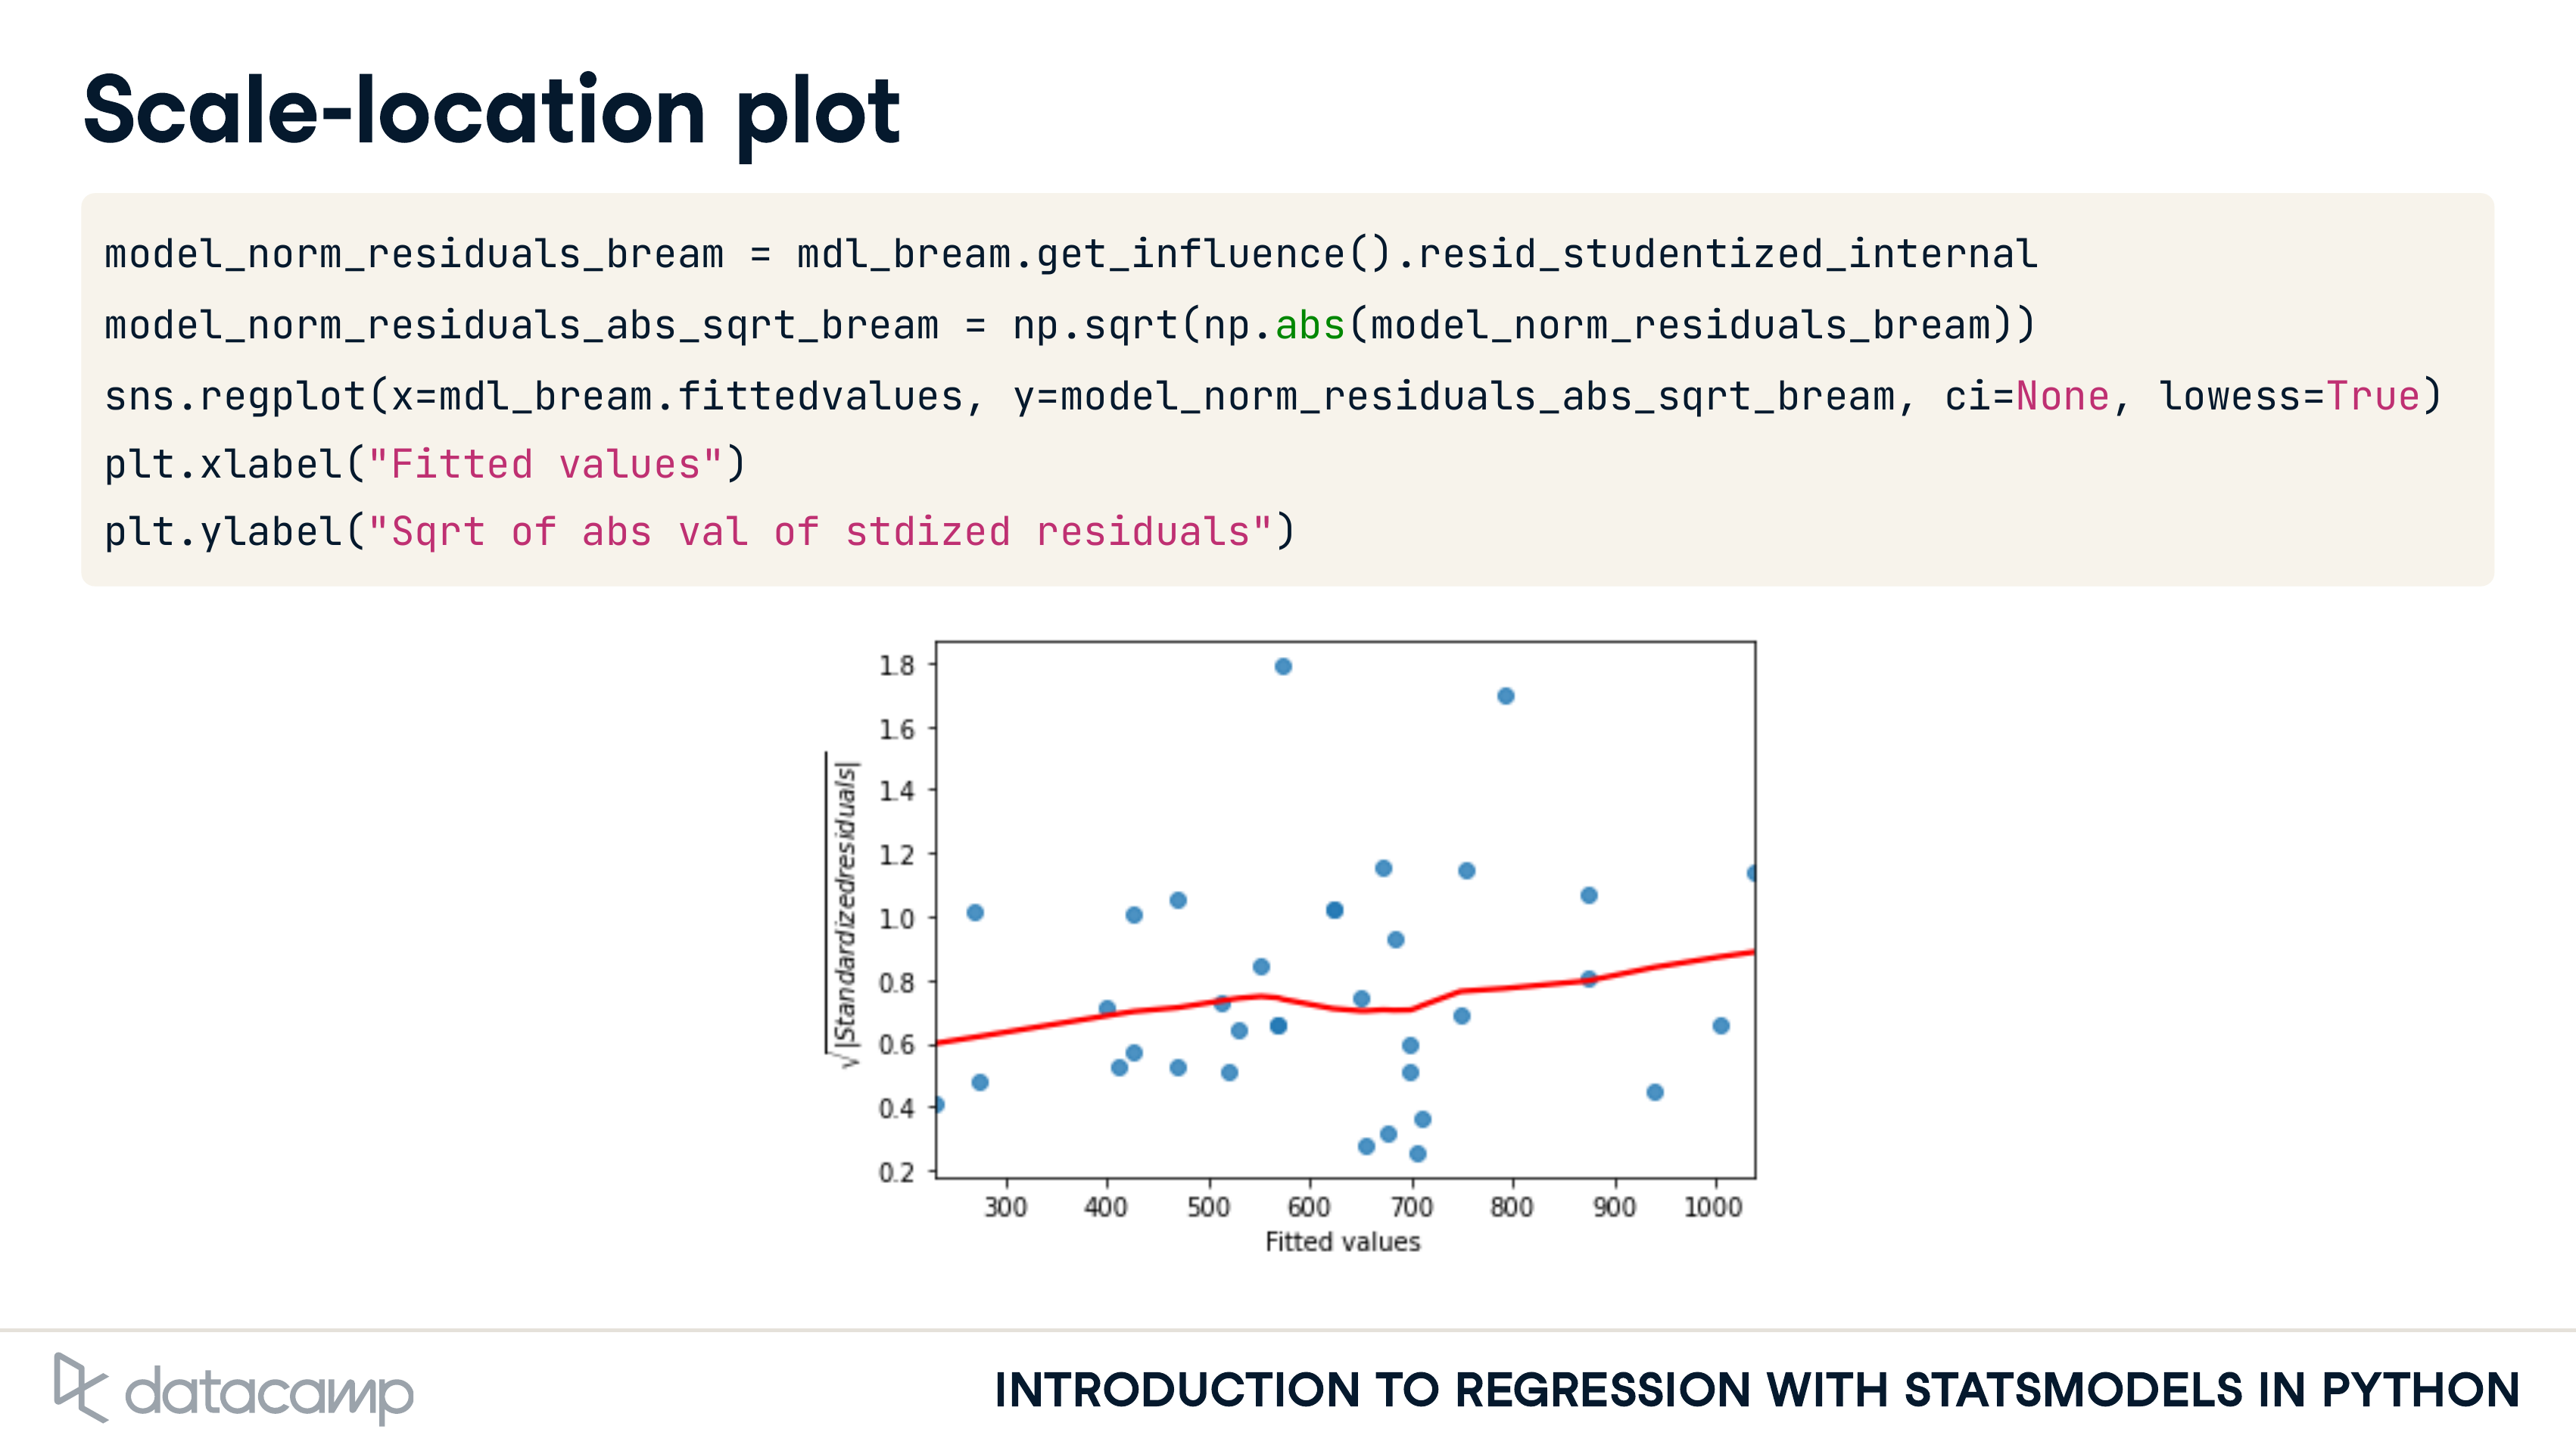 Scale-location plot
model_norm_residuals_bream = mdl_bream.get_influence().resid_studentized_internal
model_norm_residuals_abs_sqrt_bream = np.sqrt(np.abs(model_norm_residuals_bream))
sns.regplot(x=mdl_bream.fittedvalues, y=model_norm_residuals_abs_sqrt_bream, ci=None, lowess=True)
plt.xlabel("Fitted values")
plt.ylabel("Sqrt of abs val of stdized residuals")
√|Standardizedresiduals|
1.8
1.6
1.4
1.2
1.0
0.8
0.6
0.4
0.2
300 400 500 600 700 800 900 1000
Fitted values
datacamp
INTRODUCTION TO REGRESSION WITH STATSMODELS IN PYTHON